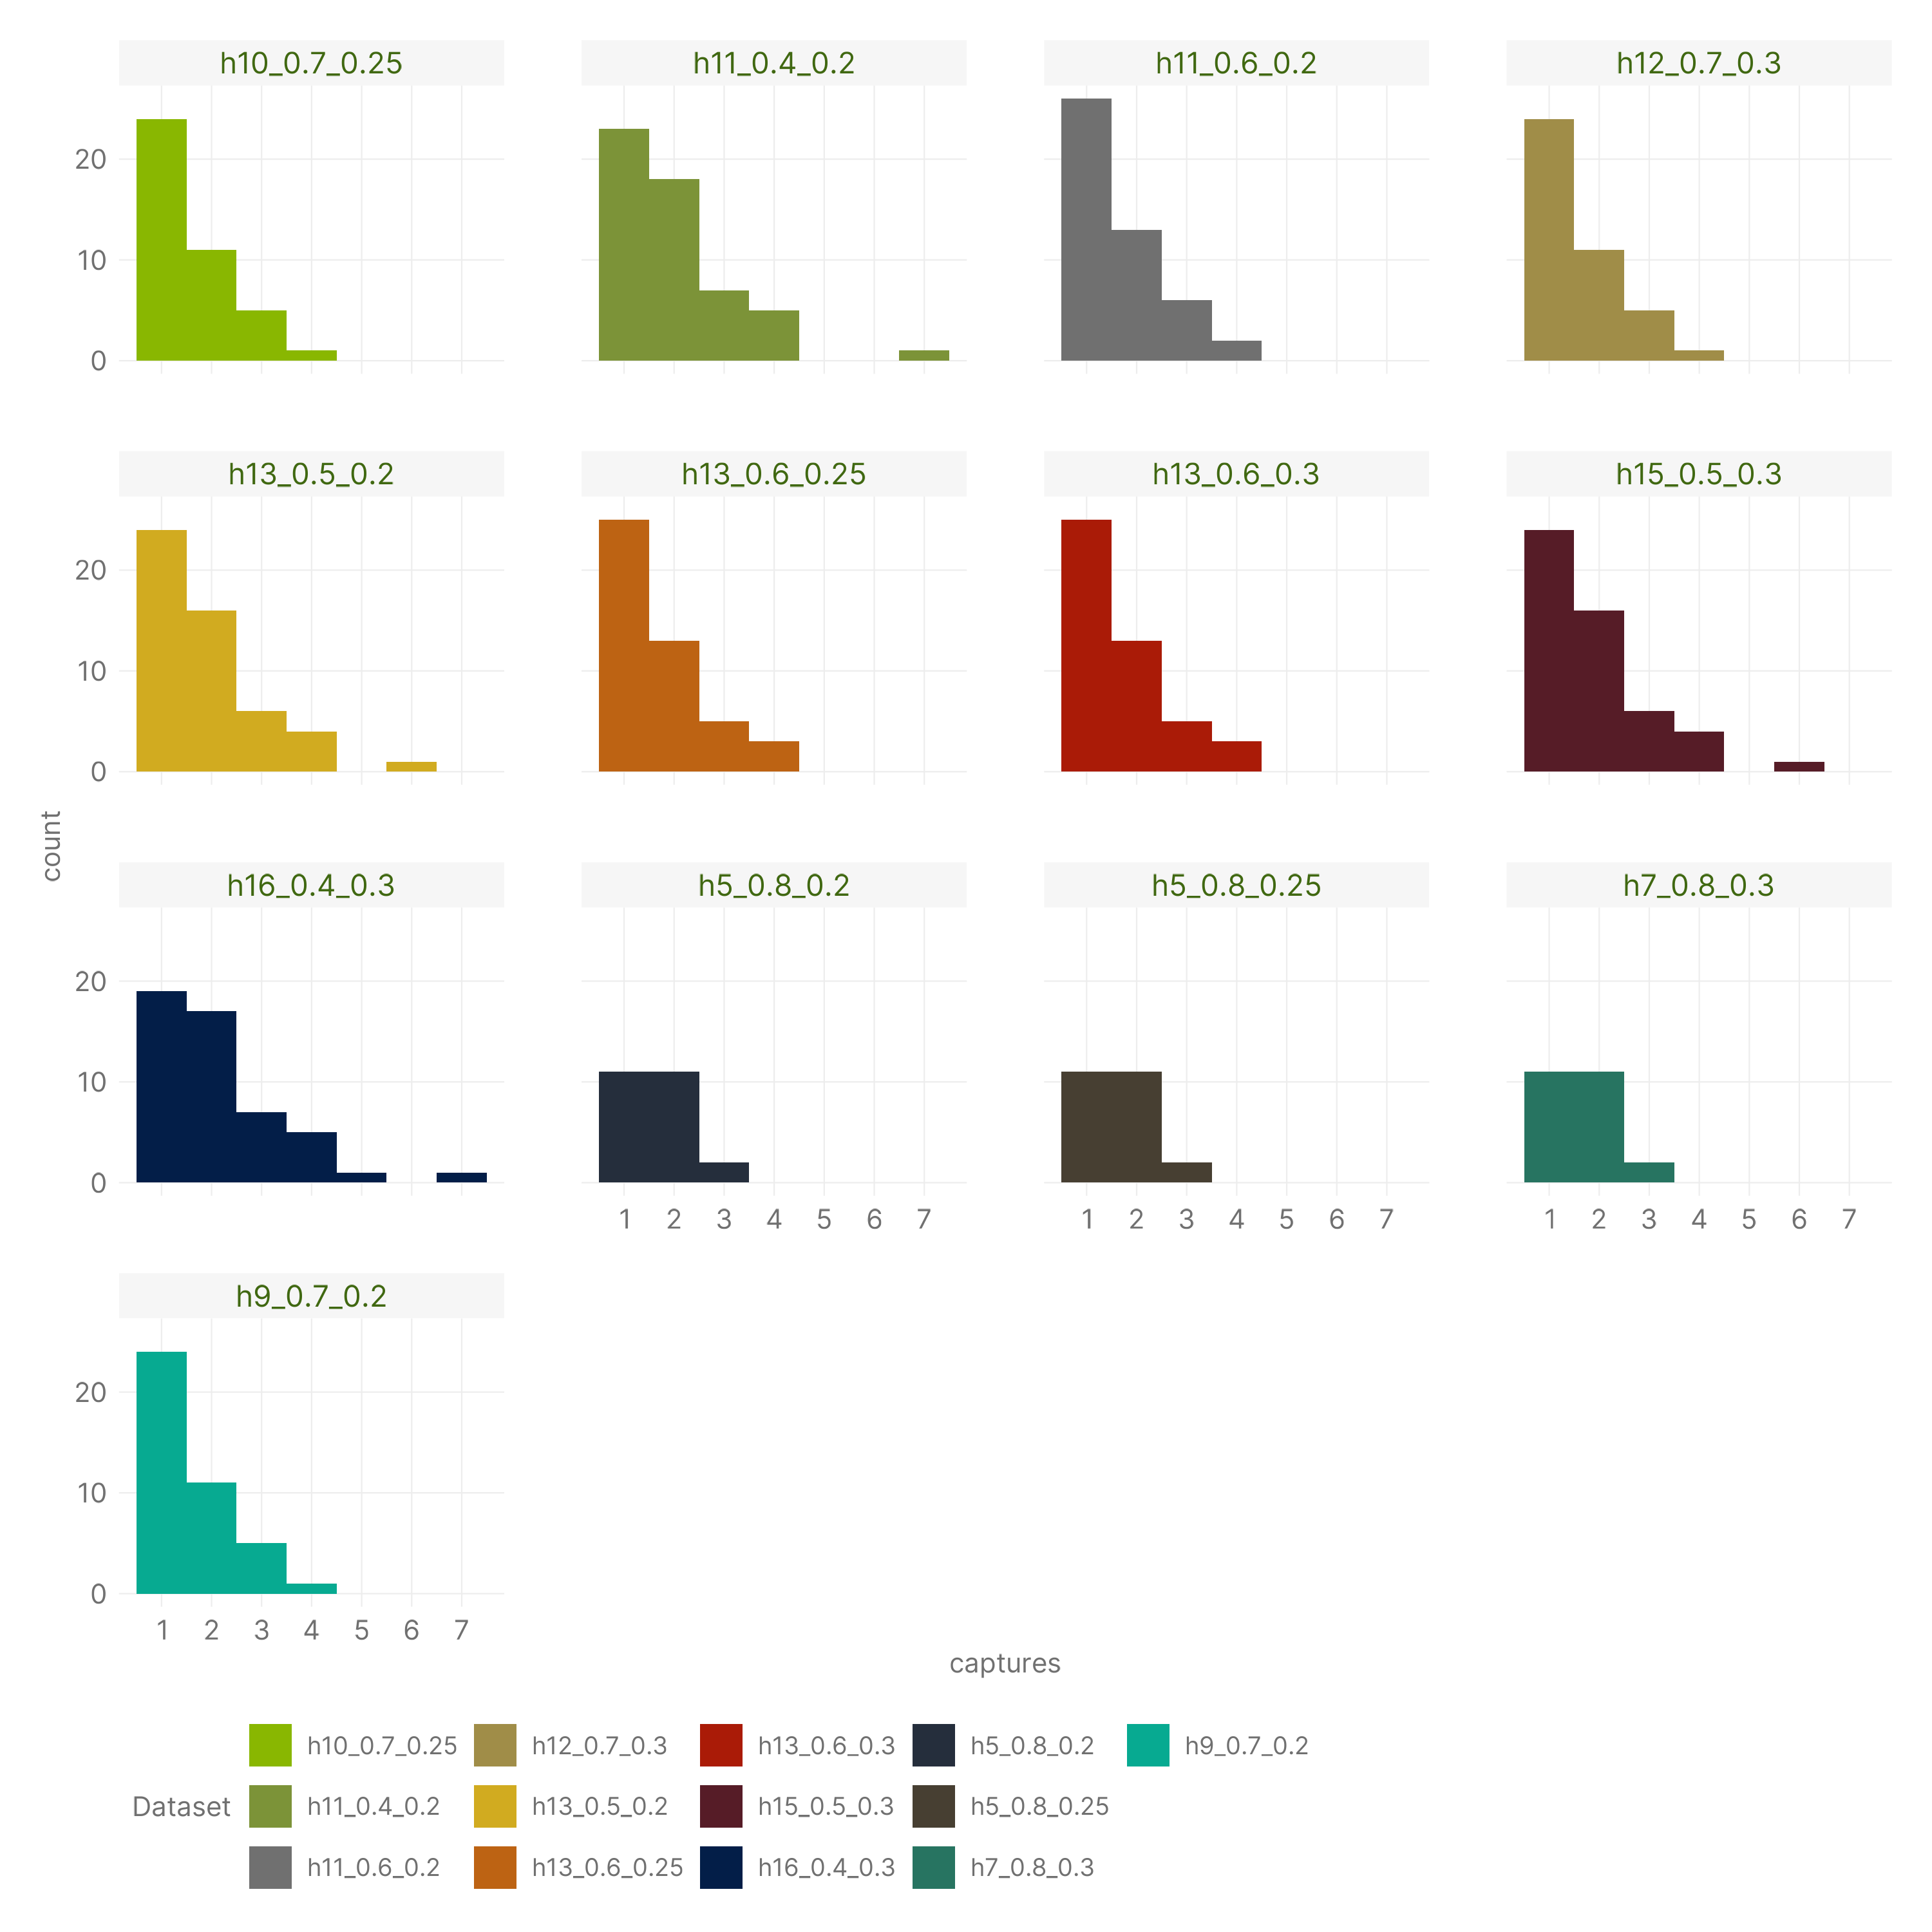 h10_0.7_0.25 h11_0.4_0.2 h11_0.6_0.2 h12_0.7_0.3
20
10
0
h13_0.5_0.2 h13_0.6_0.25 h13_0.6_0.3 h15_0.5_0.3
20
10
0
count
h16_0.4_0.3 h5_0.8_0.2 h5_0.8_0.25 h7_0.8_0.3
20
10
0
1 2 3 4 5 6 7 1 2 3 4 5 6 7 1 2 3 4 5 6 7
h9_0.7_0.2
20
10
0
1 2 3 4 5 6 7
captures
h10_0.7_0.25 h12_0.7_0.3 h13_0.6_0.3 h5_0.8_0.2 h9_0.7_0.2
Dataset h11_0.4_0.2 h13_0.5_0.2 h15_0.5_0.3 h5_0.8_0.25
h11_0.6_0.2 h13_0.6_0.25 h16_0.4_0.3 h7_0.8_0.3